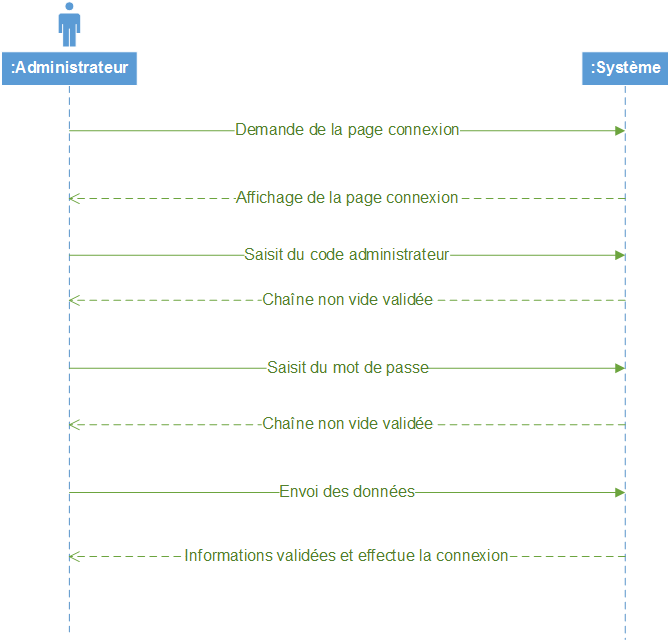 :Administrateur
:Système
Demande de la page connexion
Affichage de la page connexion
Saisit du code administrateur
Chaîne non vide validée
Saisit du mot de passe
Chaîne non vide validée
Envoi des données
Informations validées et effectue la connexion